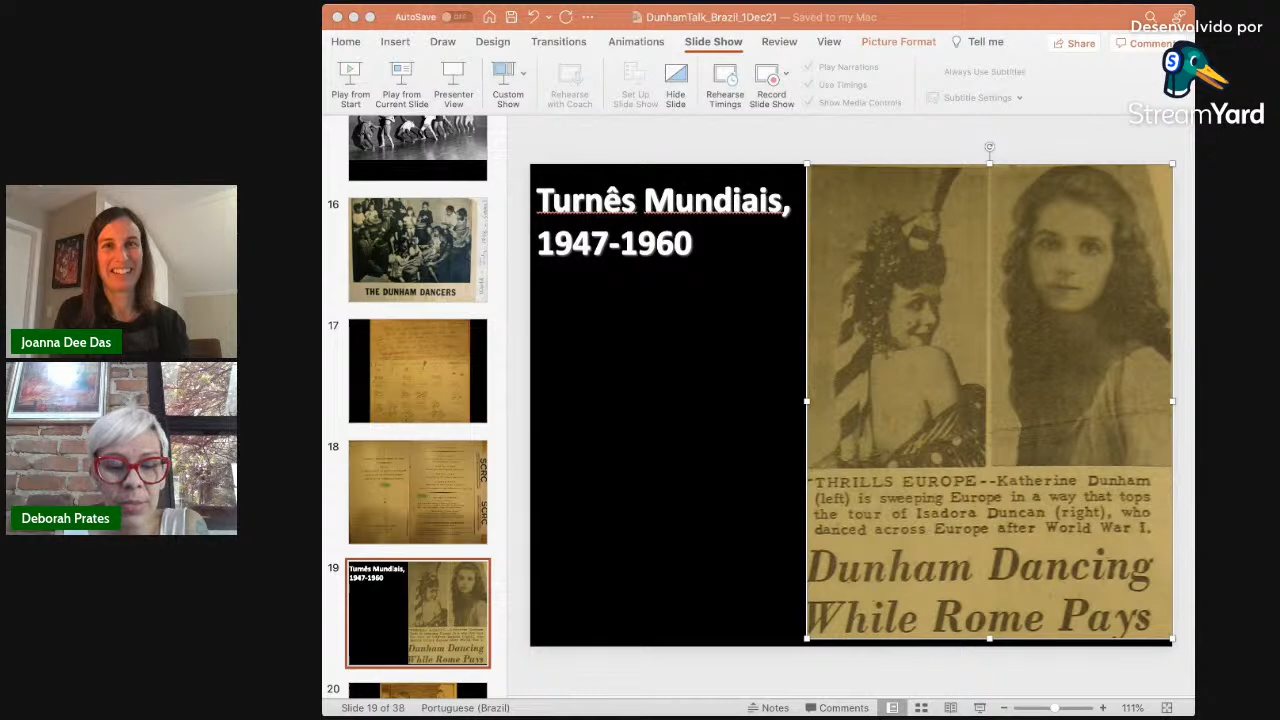 AutoSave
OFF
DunhamTalk_Brazil_1Dec21 — Saved to my Mac
Desenvolvido por
StreamYard
Home
Insert
Draw
Design
Transitions
Animations
Slide Show
Review
View
Picture Format
Tell me
Share
Play from
Start
Play from
Current Slide
Presenter
View
Custom
Show
Rehearse
with Coach
Set Up
Slide Show
Hide
Slide
Rehearse
Timings
Record
Slide Show
Play Narrations
Use Timings
Show Media Controls
Always Use Subtitles
Subtitle Settings
16
THE DUNHAM DANCERS
17
18
SCRC
SCRC
19
Turnês Mundiais,
1947-1960
Dunham Dancing
While Rome Pays
20
Turnês Mundiais,
1947-1960
"THRILLS EUROPE--Katherine Dunham
(left) is sweeping Europe in a way that tops
the tour of Isadora Duncan (right), who
danced across Europe after World War I.
Dunham Dancing
While Rome Pays
Joanna Dee Das
Deborah Prates
Slide 19 of 38
Portuguese (Brazil)
Notes
Comments
111%